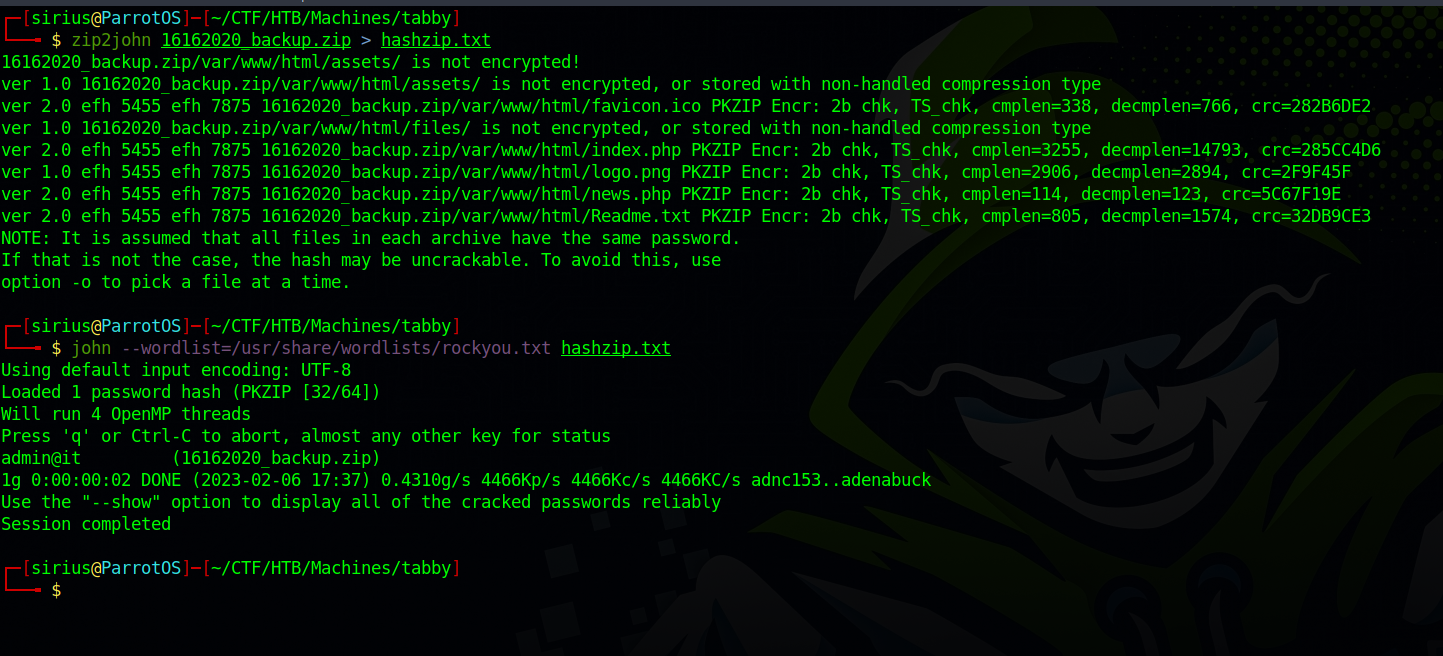 ┌─[sirius@ParrotOS]─[~/CTF/HTB/Machines/tabby]
└──╼ $ zip2john 16162020_backup.zip > hashzip.txt
16162020_backup.zip/var/www/html/assets/ is not encrypted!
ver 1.0 16162020_backup.zip/var/www/html/assets/ is not encrypted, or stored with non-handled compression type
ver 2.0 efh 5455 efh 7875 16162020_backup.zip/var/www/html/favicon.ico PKZIP Encr: 2b chk, TS_chk, cmplen=338, decmplen=766, crc=282B6DE2
ver 1.0 16162020_backup.zip/var/www/html/files/ is not encrypted, or stored with non-handled compression type
ver 2.0 efh 5455 efh 7875 16162020_backup.zip/var/www/html/index.php PKZIP Encr: 2b chk, TS_chk, cmplen=3255, decmplen=14793, crc=285CC4D6
ver 1.0 efh 5455 efh 7875 16162020_backup.zip/var/www/html/logo.png PKZIP Encr: 2b chk, TS_chk, cmplen=2906, decmplen=2894, crc=2F9F45F
ver 2.0 efh 5455 efh 7875 16162020_backup.zip/var/www/html/news.php PKZIP Encr: 2b chk, TS_chk, cmplen=114, decmplen=123, crc=5C67F19E
ver 2.0 efh 5455 efh 7875 16162020_backup.zip/var/www/html/Readme.txt PKZIP Encr: 2b chk, TS_chk, cmplen=805, decmplen=1574, crc=32DB9CE3
NOTE: It is assumed that all files in each archive have the same password.
If that is not the case, the hash may be uncrackable. To avoid this, use
option -o to pick a file at a time.
┌─[sirius@ParrotOS]─[~/CTF/HTB/Machines/tabby]
└──╼ $ john --wordlist=/usr/share/wordlists/rockyou.txt hashzip.txt
Using default input encoding: UTF-8
Loaded 1 password hash (PKZIP [32/64])
Will run 4 OpenMP threads
Press 'q' or Ctrl-C to abort, almost any other key for status
admin@it         (16162020_backup.zip)
1g 0:00:00:02 DONE (2023-02-06 17:37) 0.4310g/s 4466Kp/s 4466Kc/s 4466KC/s adnc153..adenabuck
Use the "--show" option to display all of the cracked passwords reliably
Session completed
┌─[sirius@ParrotOS]─[~/CTF/HTB/Machines/tabby]
└──╼ $